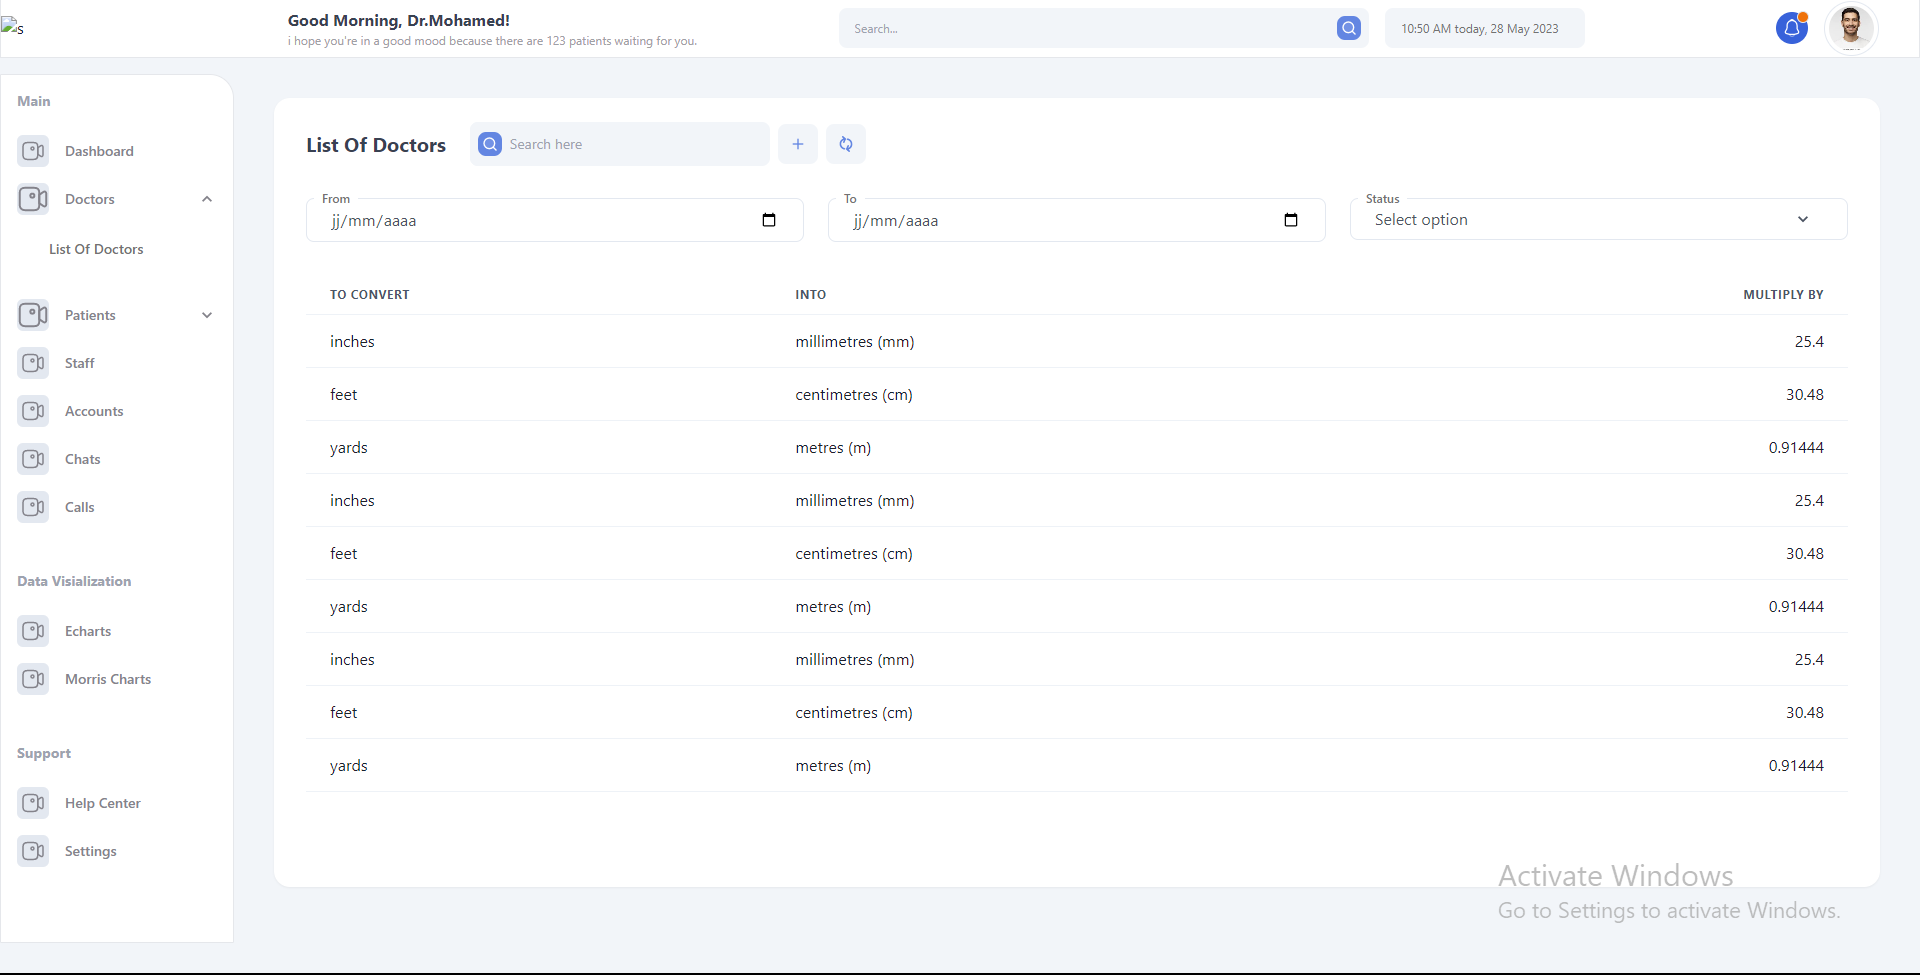 s
Good Morning, Dr.Mohamed!
i hope you're in a good mood because there are 123 patients waiting for you.
Search...
10:50 AM today, 28 May 2023
Main
Dashboard
Doctors
List Of Doctors
Patients
Staff
Accounts
Chats
Calls
Data Visialization
Echarts
Morris Charts
Support
Help Center
Settings
List Of Doctors
Search here
From
jj/mm/aaaa
To
jj/mm/aaaa
Status
Select option
TO CONVERT INTO MULTIPLY BY
inches millimetres (mm) 25.4
feet centimetres (cm) 30.48
yards metres (m) 0.91444
inches millimetres (mm) 25.4
feet centimetres (cm) 30.48
yards metres (m) 0.91444
inches millimetres (mm) 25.4
feet centimetres (cm) 30.48
yards metres (m) 0.91444
Activate Windows
Go to Settings to activate Windows.